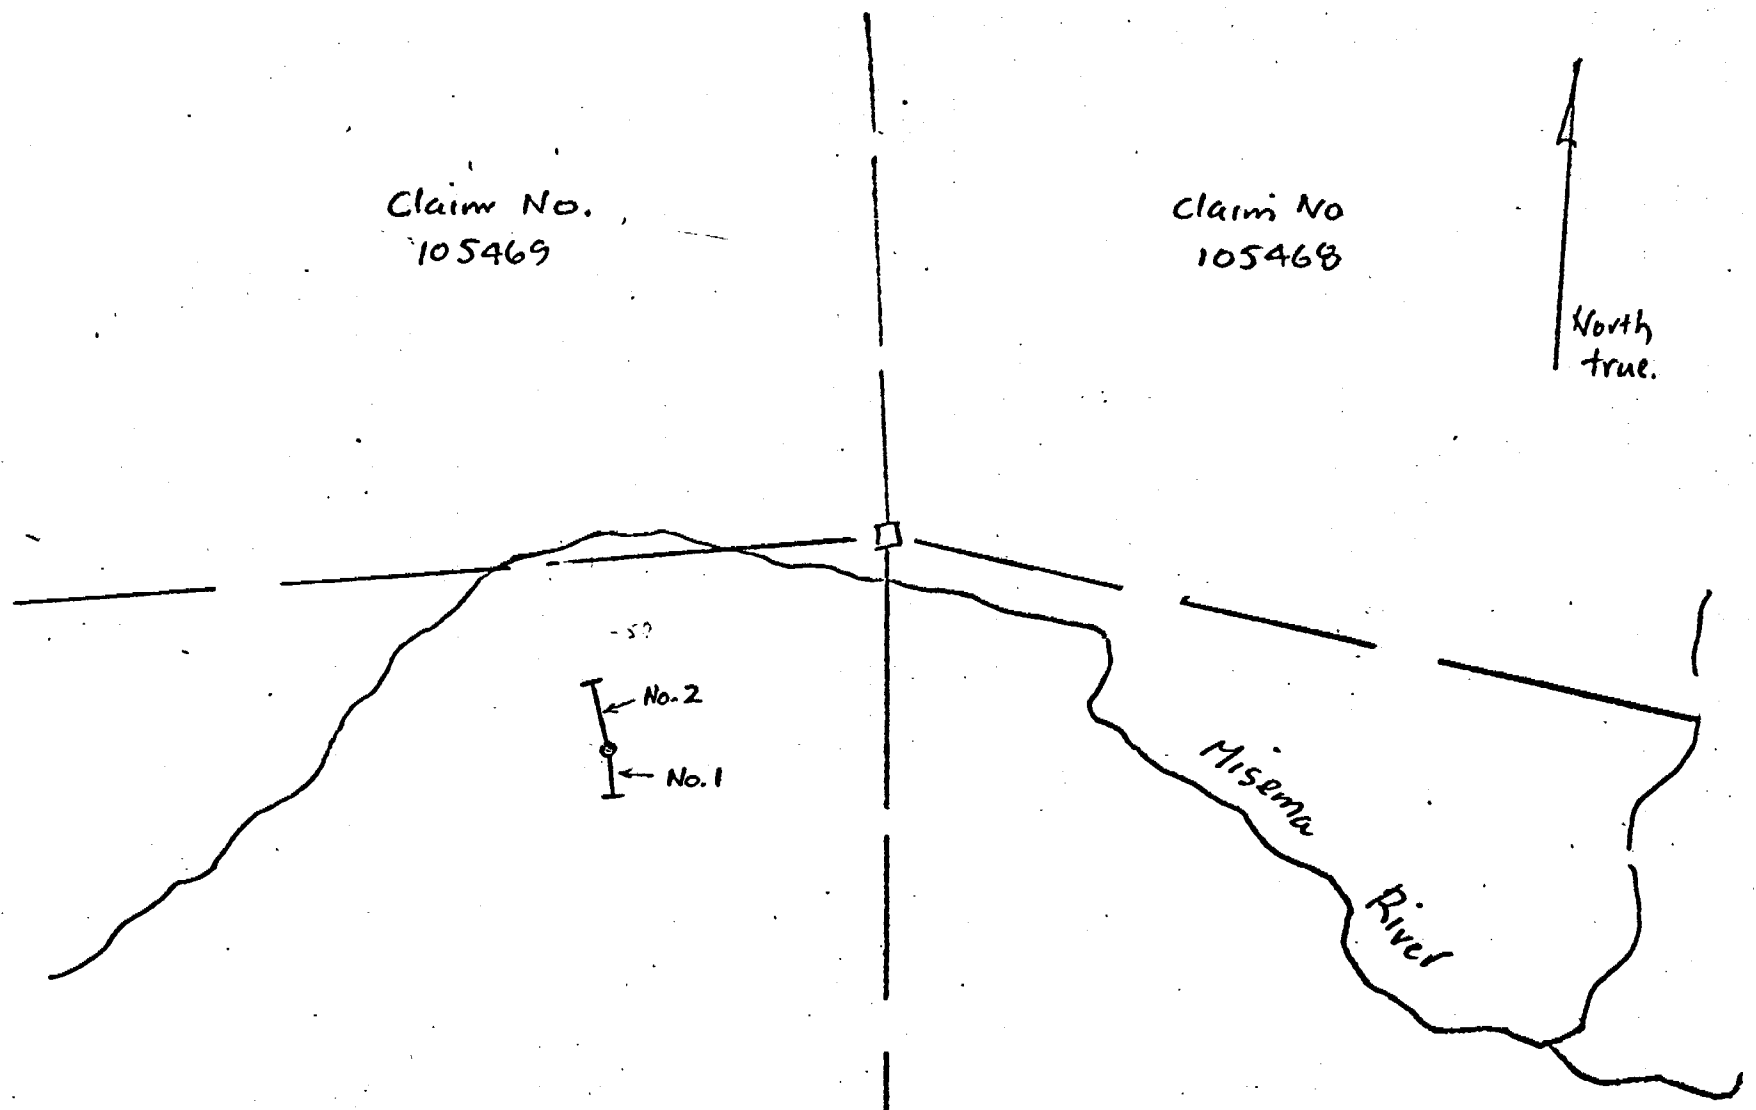 Claim No.
105469
Claim No
105468
North
true.
No. 2
No. 1
Misema
River